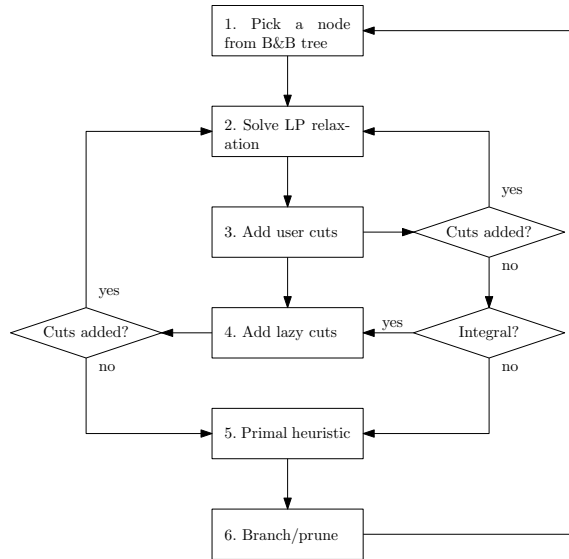 1. Pick a node
from B&B tree
2. Solve LP relax-
ation
yes
3. Add user cuts
Cuts added?
no
yes
Cuts added?
4. Add lazy cuts
yes
Integral?
no
no
5. Primal heuristic
6. Branch/prune